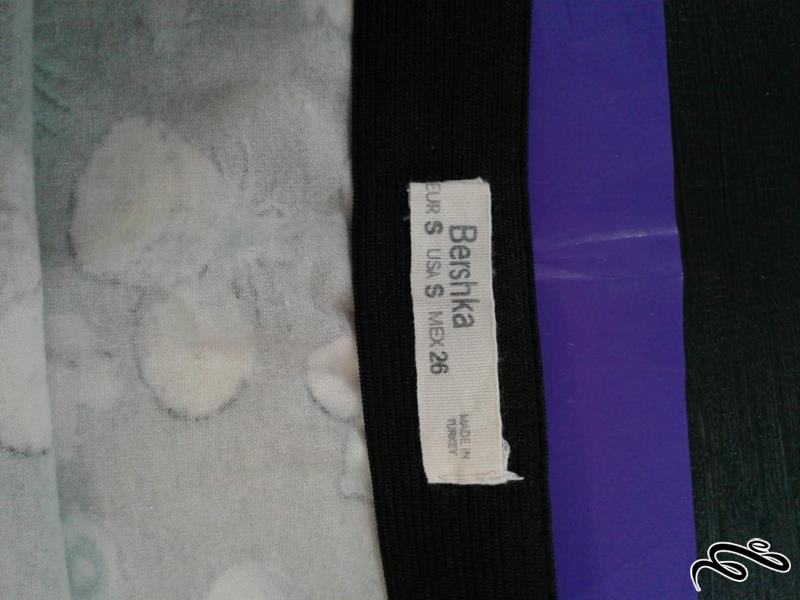 Bershka
EUR S USA S MEX 26
MADE IN
TURKEY